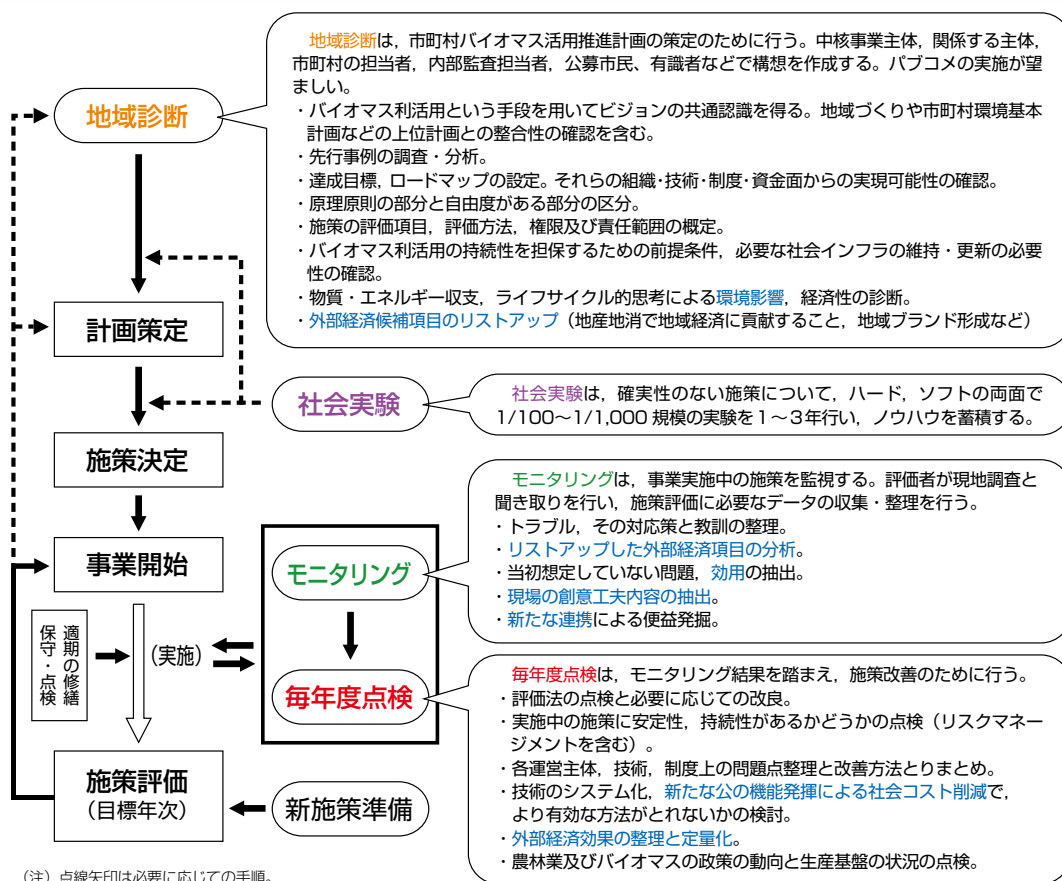 地域診断
地域診断は，市町村バイオマス活用推進計画の策定のために行う。中核事業主体，関係する主体，
市町村の担当者，内部監査担当者，公募市民、有識者などで構想を作成する。パブコメの実施が望
ましい。
・バイオマス利活用という手段を用いてビジョンの共通認識を得る。地域づくりや市町村環境基本
計画などの上位計画との整合性の確認を含む。
・先行事例の調査・分析。
・達成目標，ロードマップの設定。それらの組織・技術・制度・資金面からの実現可能性の確認。
・原理原則の部分と自由度がある部分の区分。
・施策の評価項目，評価方法，権限及び責任範囲の概定。
・バイオマス利活用の持続性を担保するための前提条件，必要な社会インフラの維持・更新の必要
性の確認。
・物質・エネルギー収支，ライフサイクル的思考による環境影響，経済性の診断。
・外部経済候補項目のリストアップ（地産地消で地域経済に貢献すること，地域ブランド形成など）
計画策定
社会実験
社会実験は，確実性のない施策について，ハード，ソフトの両面で
1/100〜1/1,000 規模の実験を１〜３年行い，ノウハウを蓄積する。
施策決定
事業開始
モニタリング
モニタリングは，事業実施中の施策を監視する。評価者が現地調査と
聞き取りを行い，施策評価に必要なデータの収集・整理を行う。
・トラブル，その対応策と教訓の整理。
・リストアップした外部経済項目の分析。
・当初想定していない問題，効用の抽出。
・現場の創意工夫内容の抽出。
・新たな連携による便益発掘。
適期の修繕
保守・点検
（実施）
毎年度点検
毎年度点検は，モニタリング結果を踏まえ，施策改善のために行う。
・評価法の点検と必要に応じての改良。
・実施中の施策に安定性，持続性があるかどうかの点検（リスクマネー
ジメントを含む）。
・各運営主体，技術，制度上の問題点整理と改善方法とりまとめ。
・技術のシステム化，新たな公の機能発揮による社会コスト削減で，
より有効な方法がとれないかの検討。
・外部経済効果の整理と定量化。
・農林業及びバイオマスの政策の動向と生産基盤の状況の点検。
施策評価
（目標年次）
新施策準備
（注）点線矢印は必要に応じての手順。